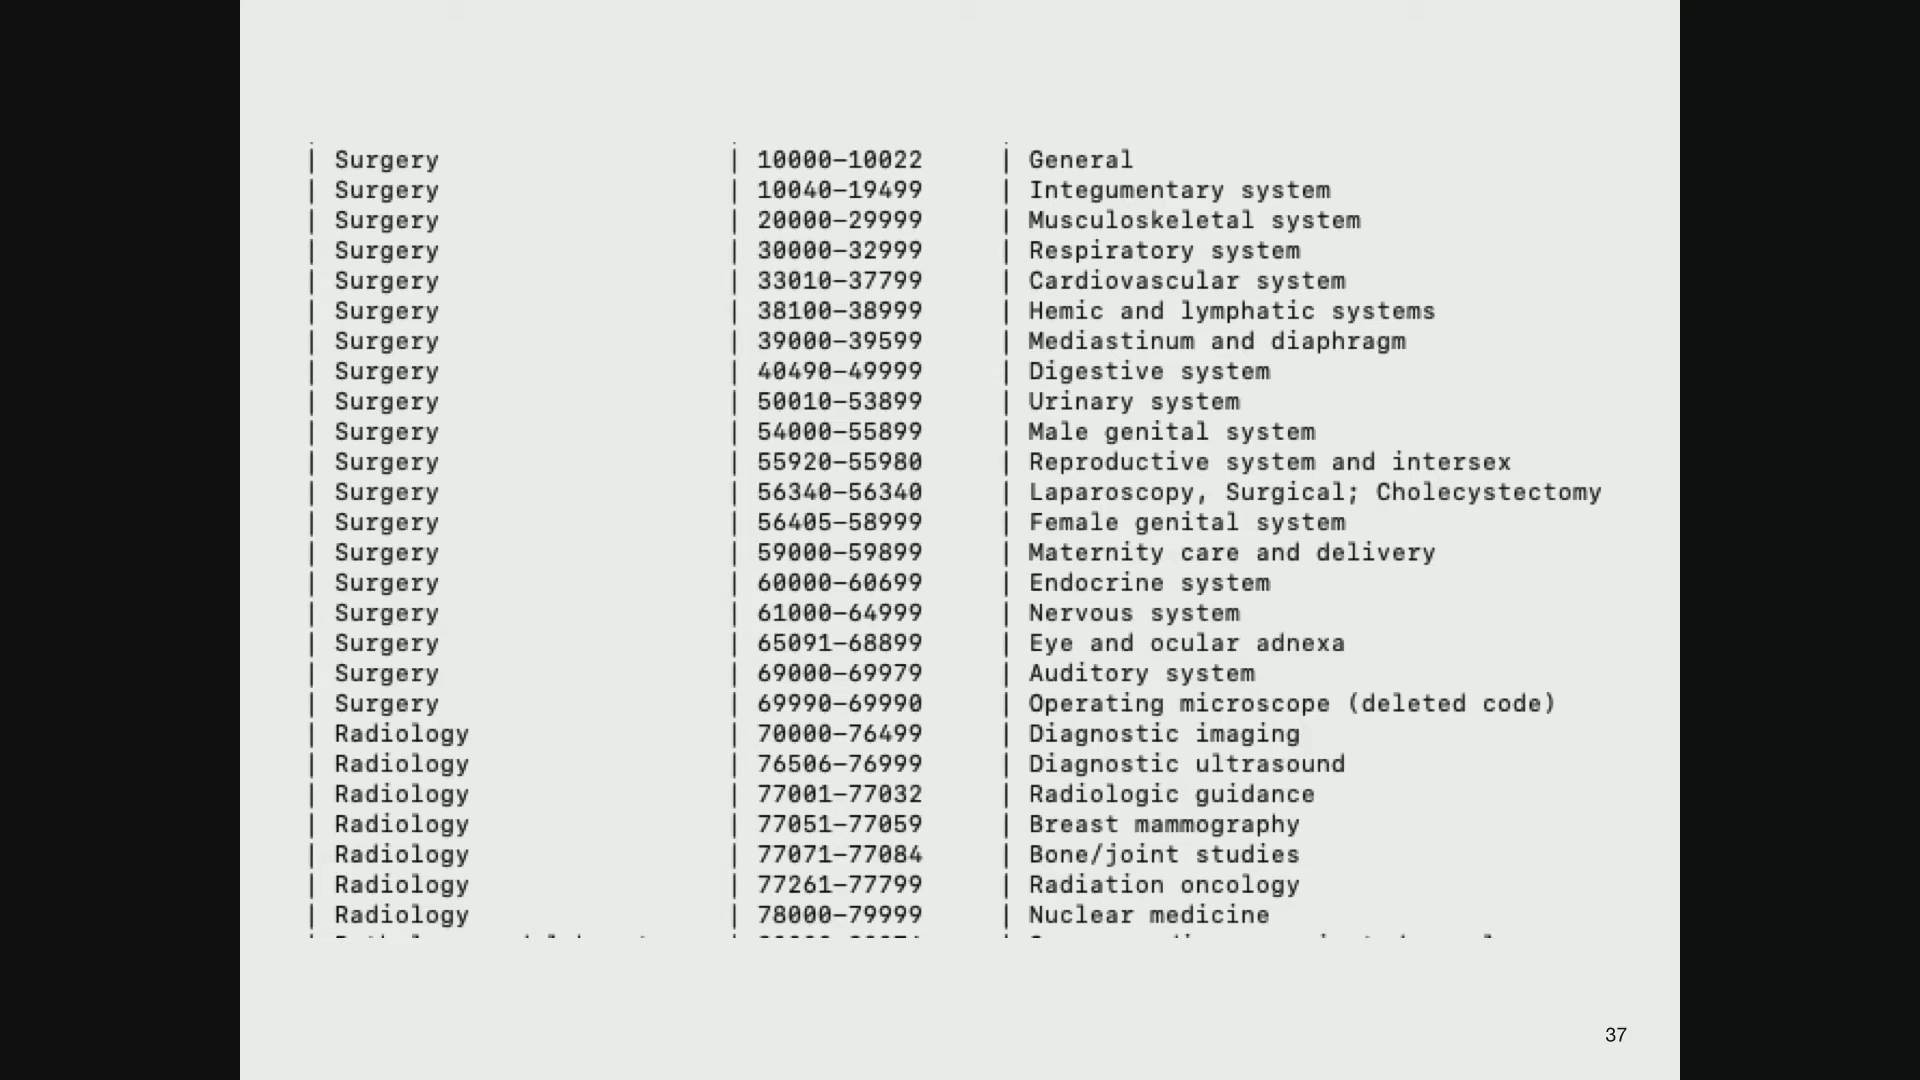 | Surgery | 10000-10022 | General
| Surgery | 10040-19499 | Integumentary system
| Surgery | 20000-29999 | Musculoskeletal system
| Surgery | 30000-32999 | Respiratory system
| Surgery | 33010-37799 | Cardiovascular system
| Surgery | 38100-38999 | Hemic and lymphatic systems
| Surgery | 39000-39599 | Mediastinum and diaphragm
| Surgery | 40490-49999 | Digestive system
| Surgery | 50010-53899 | Urinary system
| Surgery | 54000-55899 | Male genital system
| Surgery | 55920-55980 | Reproductive system and intersex
| Surgery | 56340-56340 | Laparoscopy, Surgical; Cholecystectomy
| Surgery | 56405-58999 | Female genital system
| Surgery | 59000-59899 | Maternity care and delivery
| Surgery | 60000-60699 | Endocrine system
| Surgery | 61000-64999 | Nervous system
| Surgery | 65091-68899 | Eye and ocular adnexa
| Surgery | 69000-69979 | Auditory system
| Surgery | 69990-69990 | Operating microscope (deleted code)
| Radiology | 70000-76499 | Diagnostic imaging
| Radiology | 76506-76999 | Diagnostic ultrasound
| Radiology | 77001-77032 | Radiologic guidance
| Radiology | 77051-77059 | Breast mammography
| Radiology | 77071-77084 | Bone/joint studies
| Radiology | 77261-77799 | Radiation oncology
| Radiology | 78000-79999 | Nuclear medicine
37